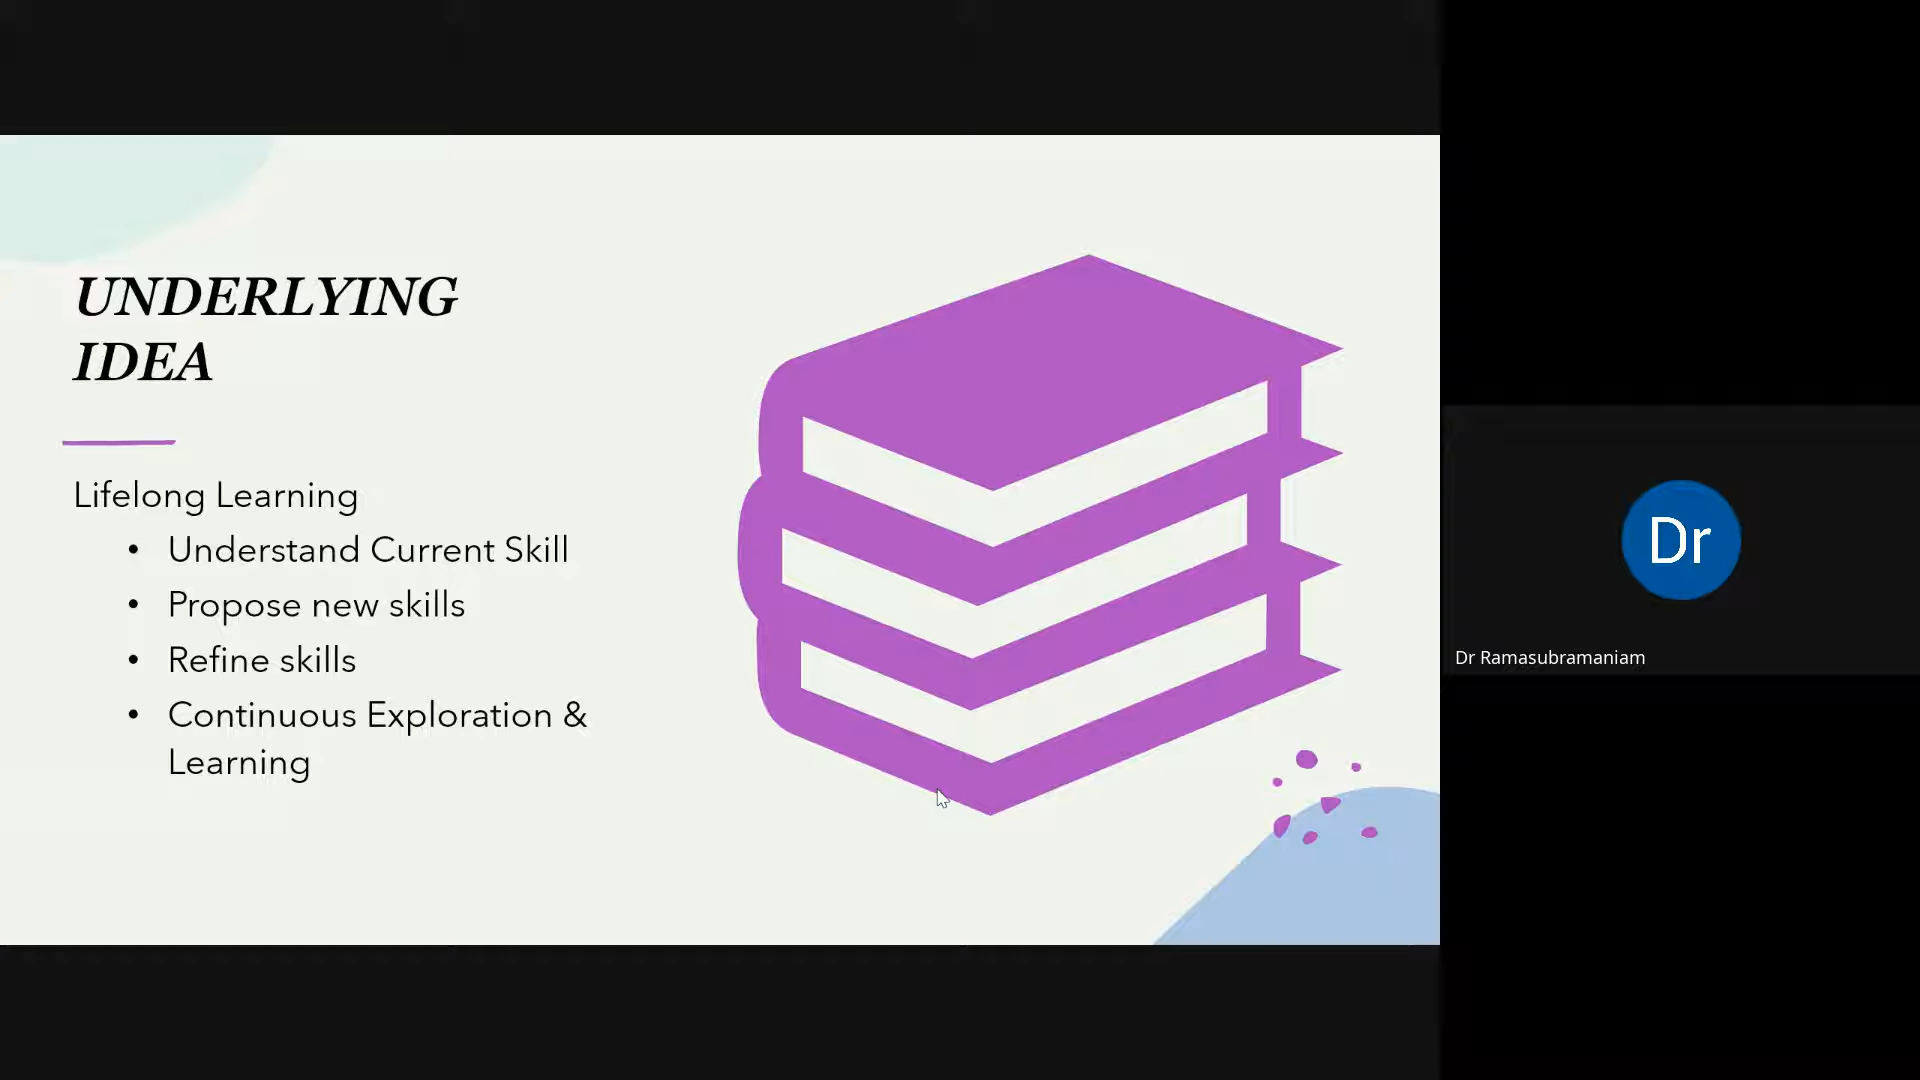 UNDERLYING
IDEA
Lifelong Learning
• Understand Current Skill
• Propose new skills
• Refine skills
• Continuous Exploration &
Learning
Dr
Dr Ramasubramaniam